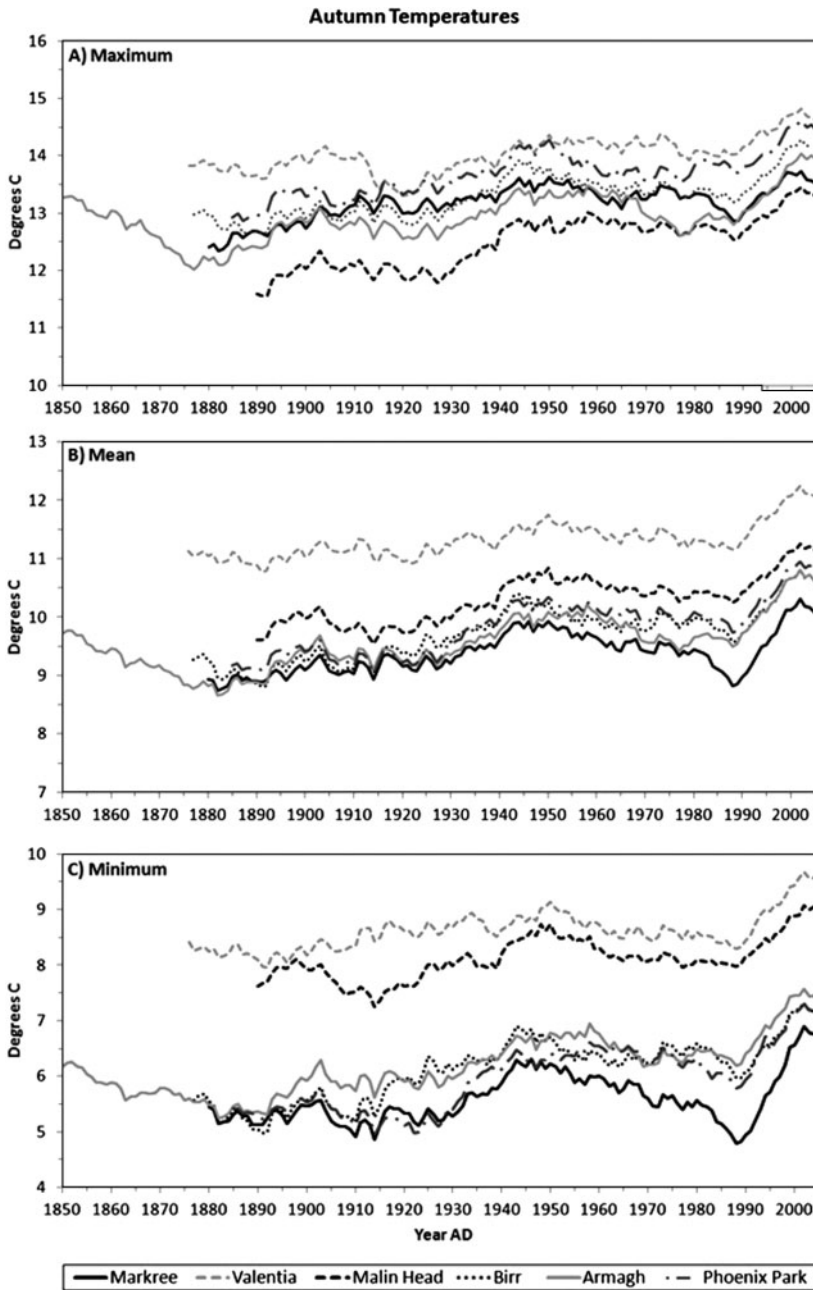 Autumn Temperatures
A) Maximum
16
15
14
13
12
11
10
Degrees C
1850 1860 1870 1880 1890 1900 1910 1920 1930 1940 1950 1960 1970 1980 1990 2000
B) Mean
13
12
11
10
9
8
7
Degrees C
1850 1860 1870 1880 1890 1900 1910 1920 1930 1940 1950 1960 1970 1980 1990 2000
C) Minimum
10
9
8
7
6
5
4
Degrees C
1850 1860 1870 1880 1890 1900 1910 1920 1930 1940 1950 1960 1970 1980 1990 2000
Year AD
Markree Valentia Malin Head Birr Armagh Phoenix Park